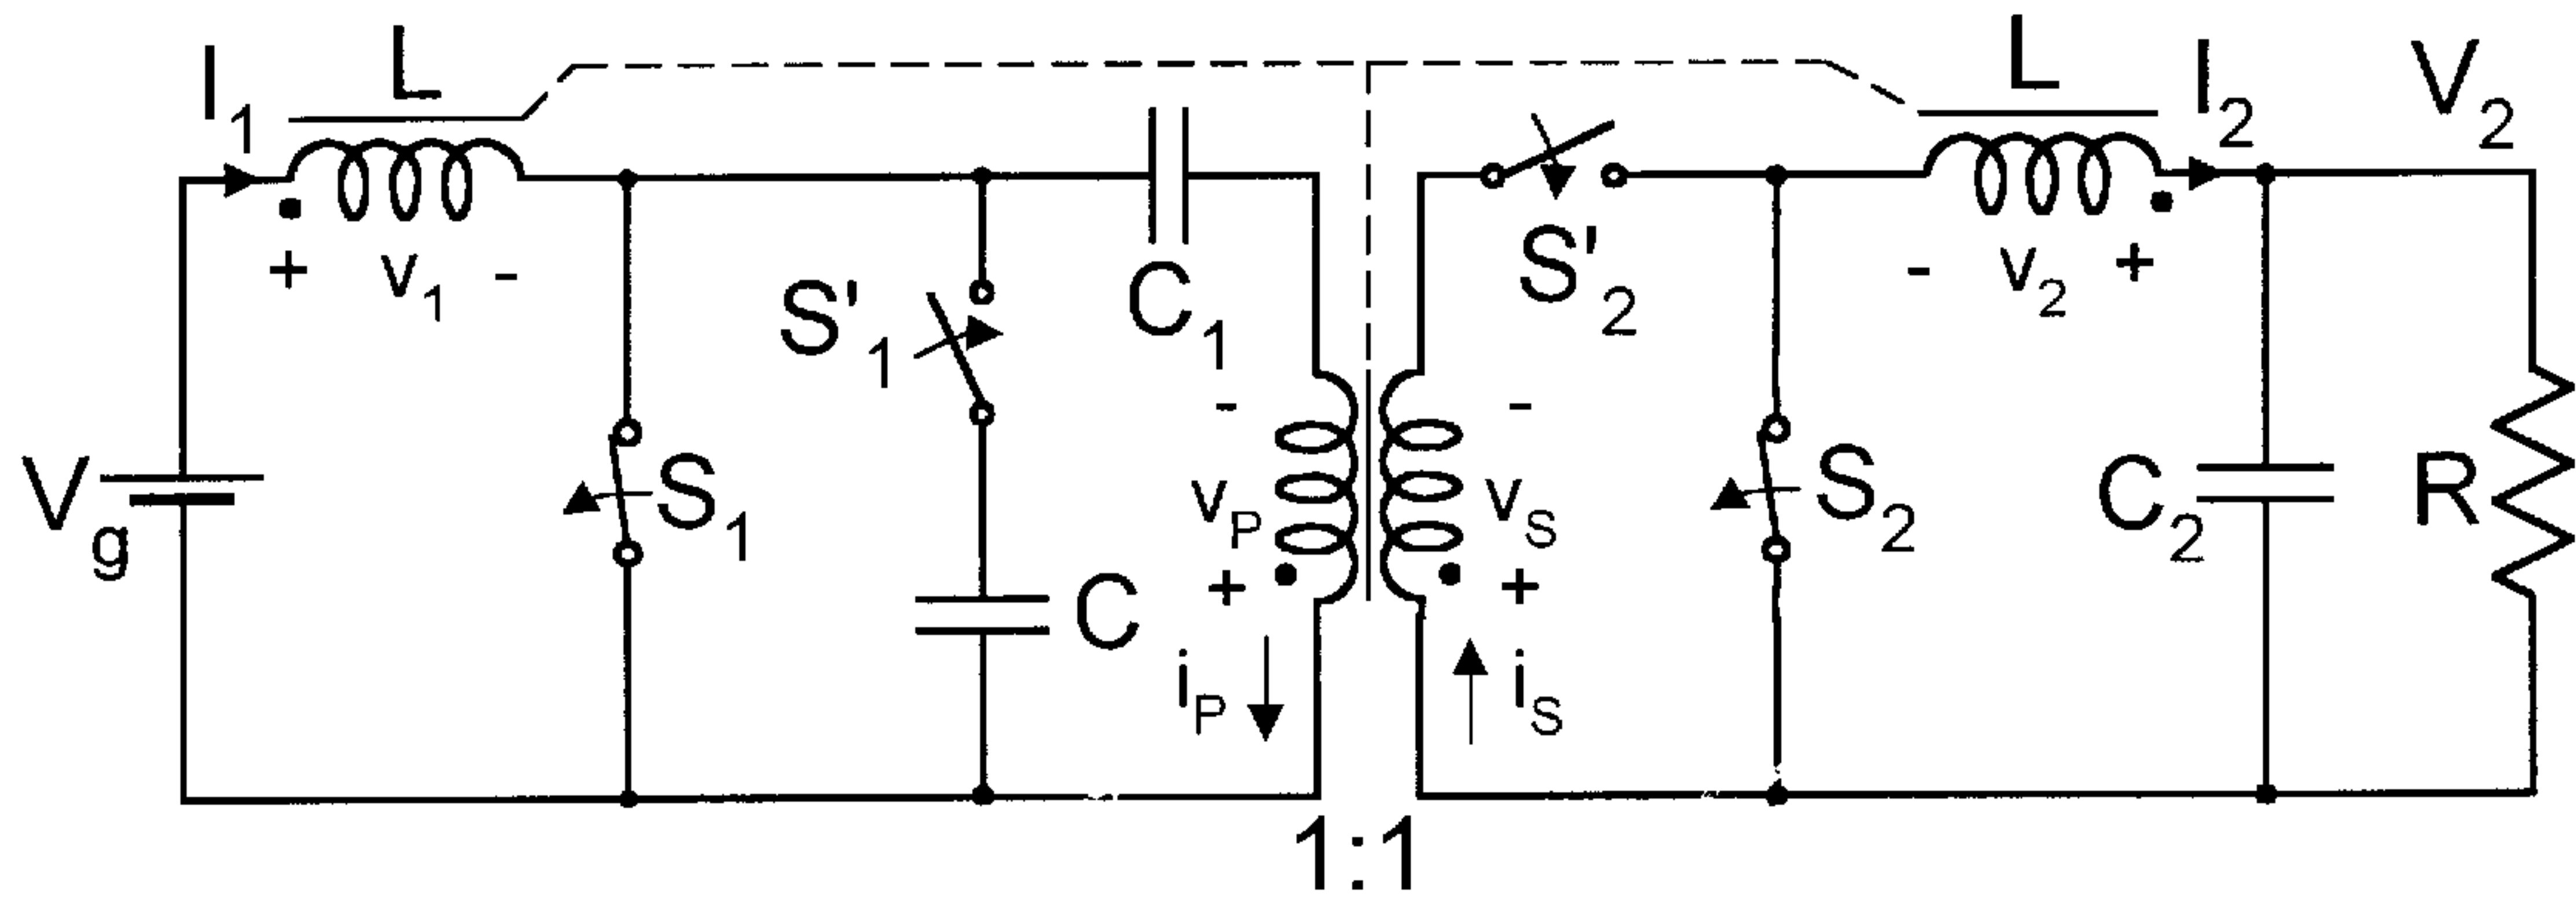 I1 L L I2 V2
+ v1 - S'1 C1 S'2 - v2 +
- -
Vg S1 vP vS S2 C2 R
+ +
C
iP iS
1:1